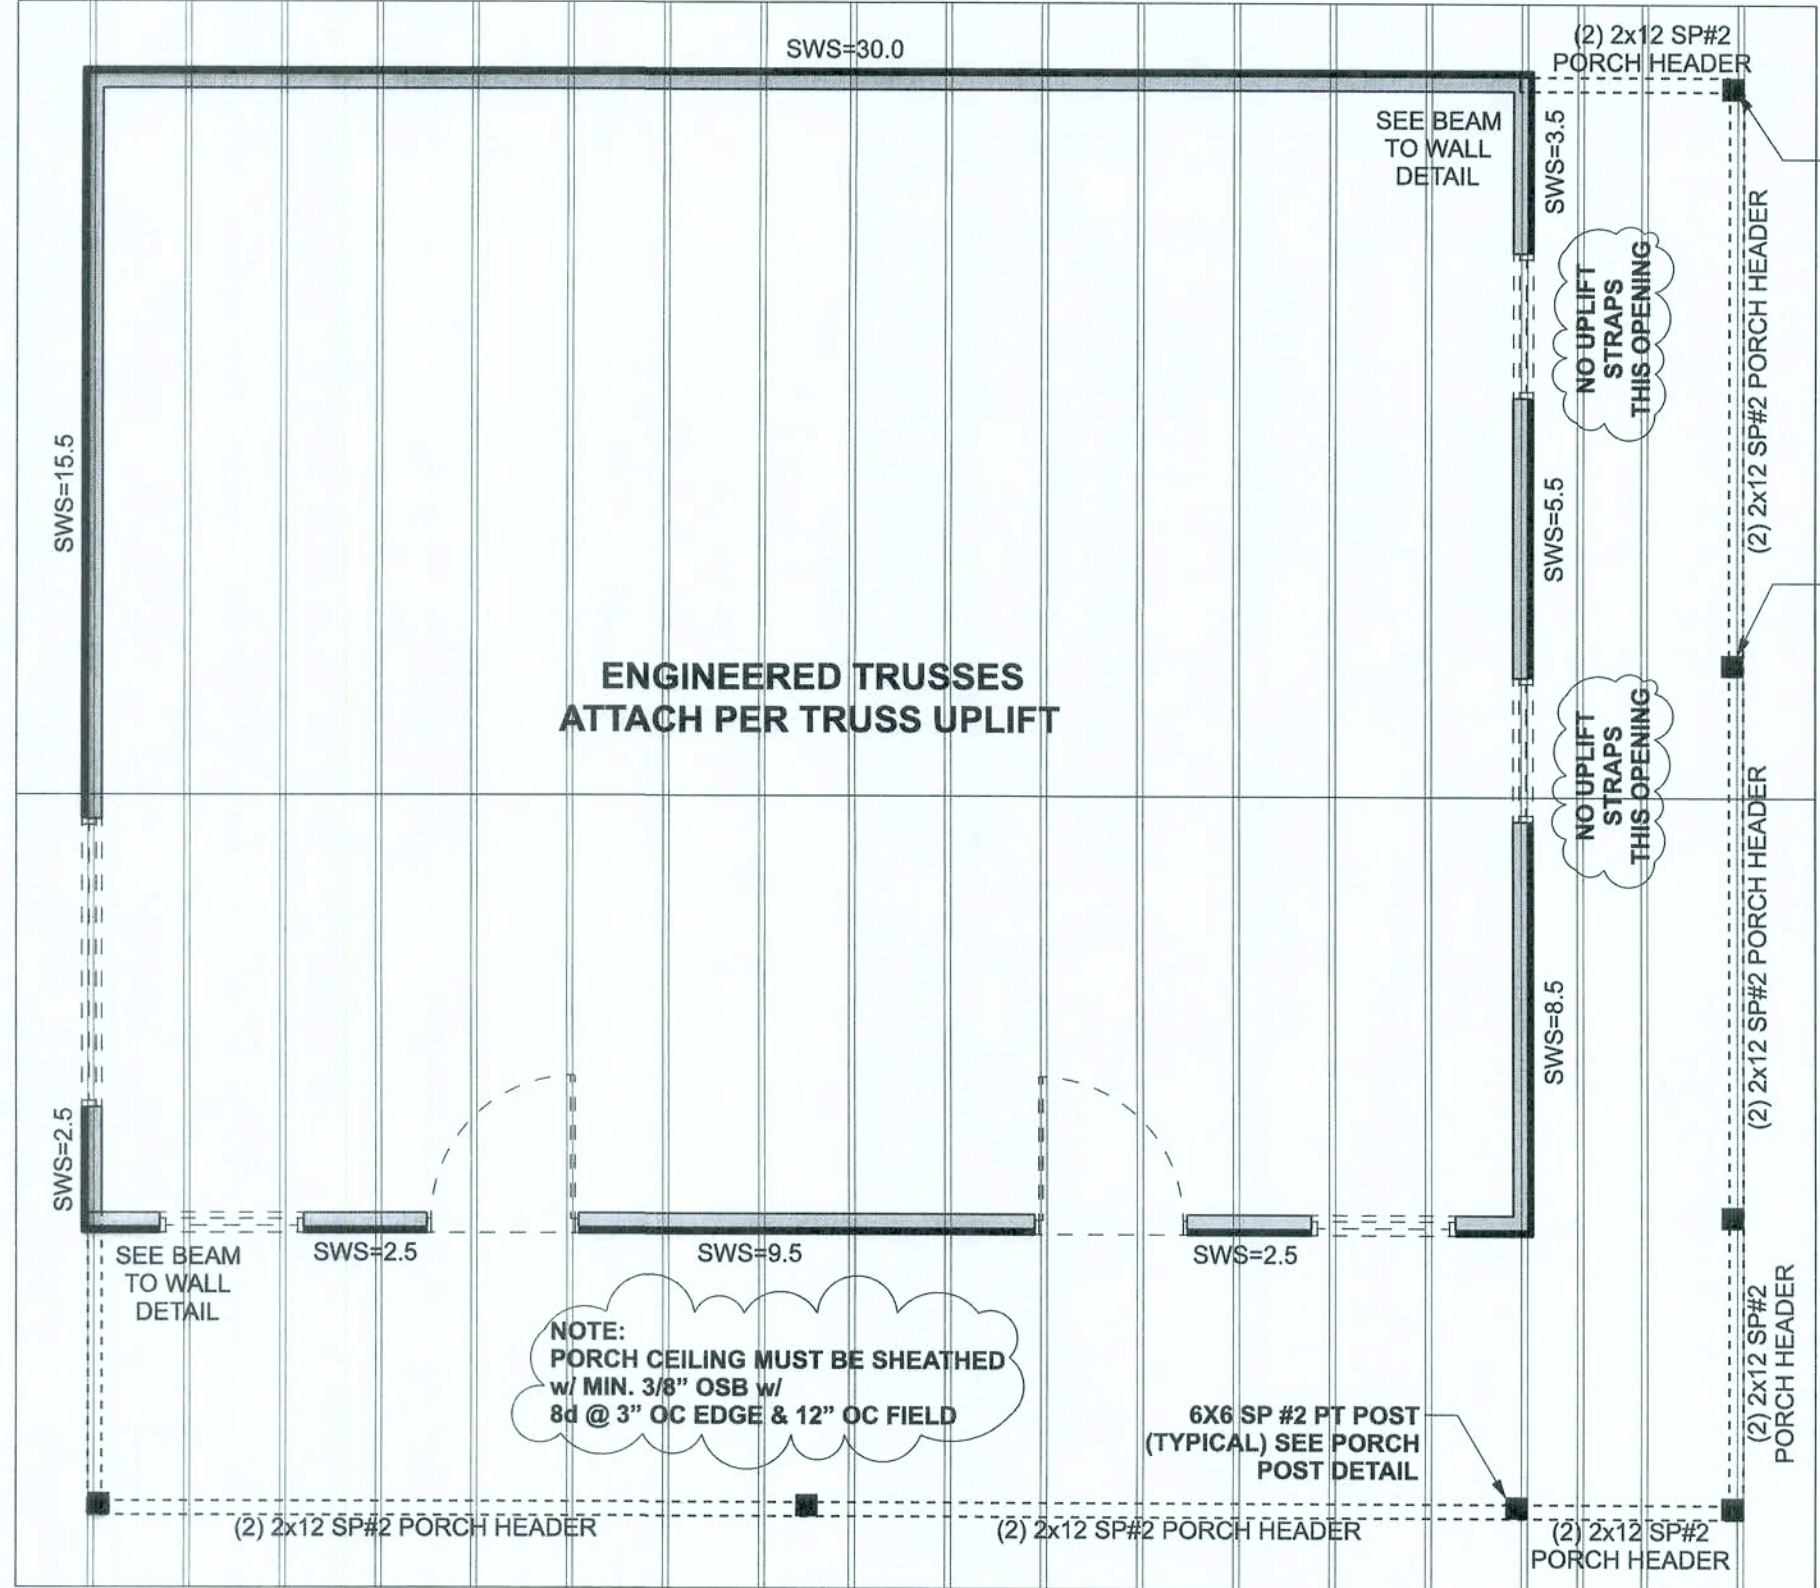 SWS=30.0
(2) 2x12 SP#2
PORCH HEADER
SEE BEAM
TO WALL
DETAIL
SWS=3.5
NO UPLIFT
STRAPS
THIS OPENING
(2) 2x12 SP#2 PORCH HEADER
SWS=15.5
SWS=5.5
ENGINEERED TRUSSES
ATTACH PER TRUSS UPLIFT
NO UPLIFT
STRAPS
THIS OPENING
(2) 2x12 SP#2 PORCH HEADER
SWS=8.5
SWS=2.5
SEE BEAM
TO WALL
DETAIL
SWS=2.5
SWS=9.5
SWS=2.5
NOTE:
PORCH CEILING MUST BE SHEATHED
w/ MIN. 3/8" OSB w/
8d @ 3" OC EDGE & 12" OC FIELD
(2) 2x12 SP#2
PORCH HEADER
6X6 SP #2 PT POST
(TYPICAL) SEE PORCH
POST DETAIL
(2) 2x12 SP#2 PORCH HEADER
(2) 2x12 SP#2 PORCH HEADER
(2) 2x12 SP#2
PORCH HEADER